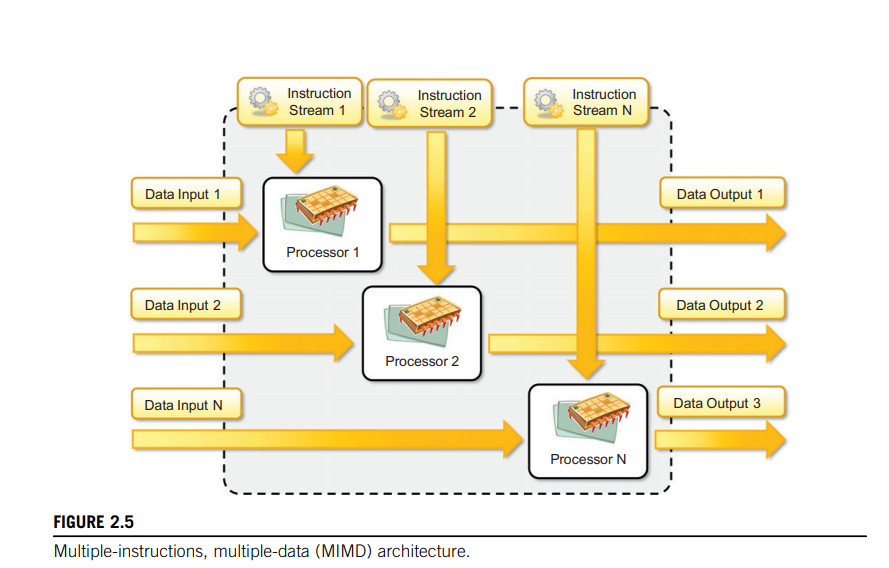 Instruction
Stream 1
Instruction
Stream 2
Instruction
Stream N
Data Input 1
Data Output 1
Processor 1
Data Input 2
Data Output 2
Processor 2
Data Input N
Data Output 3
Processor N
FIGURE 2.5
Multiple-instructions, multiple-data (MIMD) architecture.